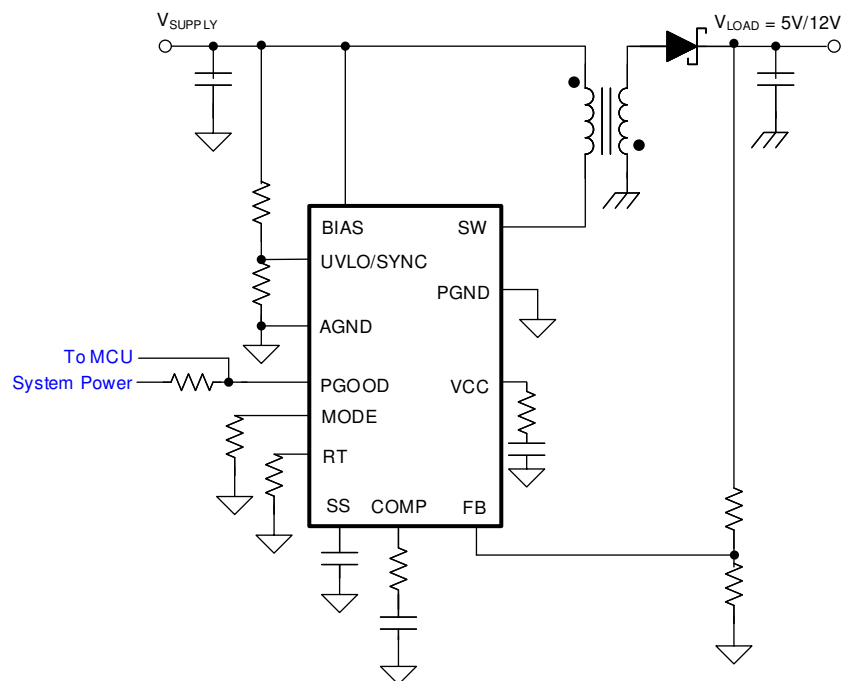 VSUPPLY
VLOAD = 5V/12V
BIAS
SW
UVLO/SYNC
PGND
AGND
To MCU
System Power
PGOOD
VCC
MODE
RT
SS
COMP
FB